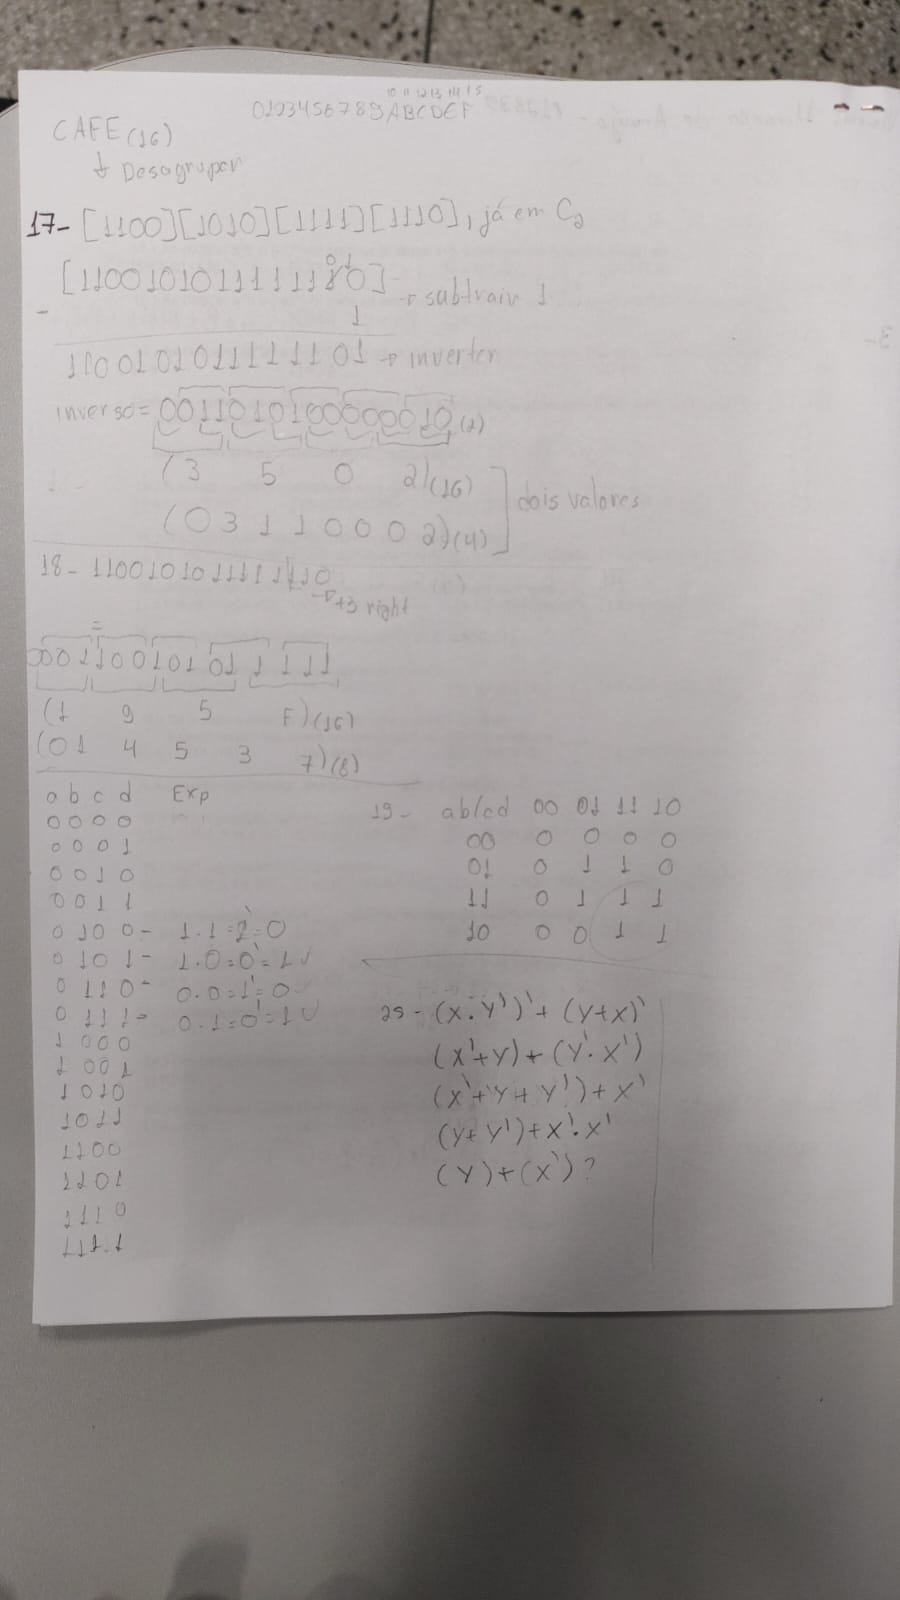 10 11 12 13 14 15
0123456789ABCDEF
CAFE(16)
↓ Desagrupar
17- [1100][1010][1111][1110], já em C2
01
[1100101011111110] → subtrair 1
- 1
1100101011111101 → inverter
inverso = 0011010100000010(2)
(3 5 0 2)(16)
(0 3 1 1 0 0 0 2)(4) ] dois valores
18- 1100101011111110
→ +3 right
=
0001100101011111
(1 9 5 F)(16)
(01 4 5 3 7)(8)
a b c d Exp
0 0 0 0
0 0 0 1
0 0 1 0
0 0 1 1
0 1 0 0 - 1.1=2'=0
0 1 0 1 - 1.0=0'=1 ✓
0 1 1 0 - 0.0=1'=0
0 1 1 1 = 0.1=0'=1 ✓
1 0 0 0
1 0 0 1
1 0 1 0
1 0 1 1
1 1 0 0
1 1 0 1
1 1 1 0
1 1 1 1
19- ab/cd 00 01 11 10
00 0 0 0 0
01 0 1 1 0
11 0 1 1 1
10 0 0 1 1
25- (x.y')'+(y+x)'
(x'+y)+(y'.x')
(x'+y+y')+x'
(y+y')+x'.x'
(y)+(x')?
3-